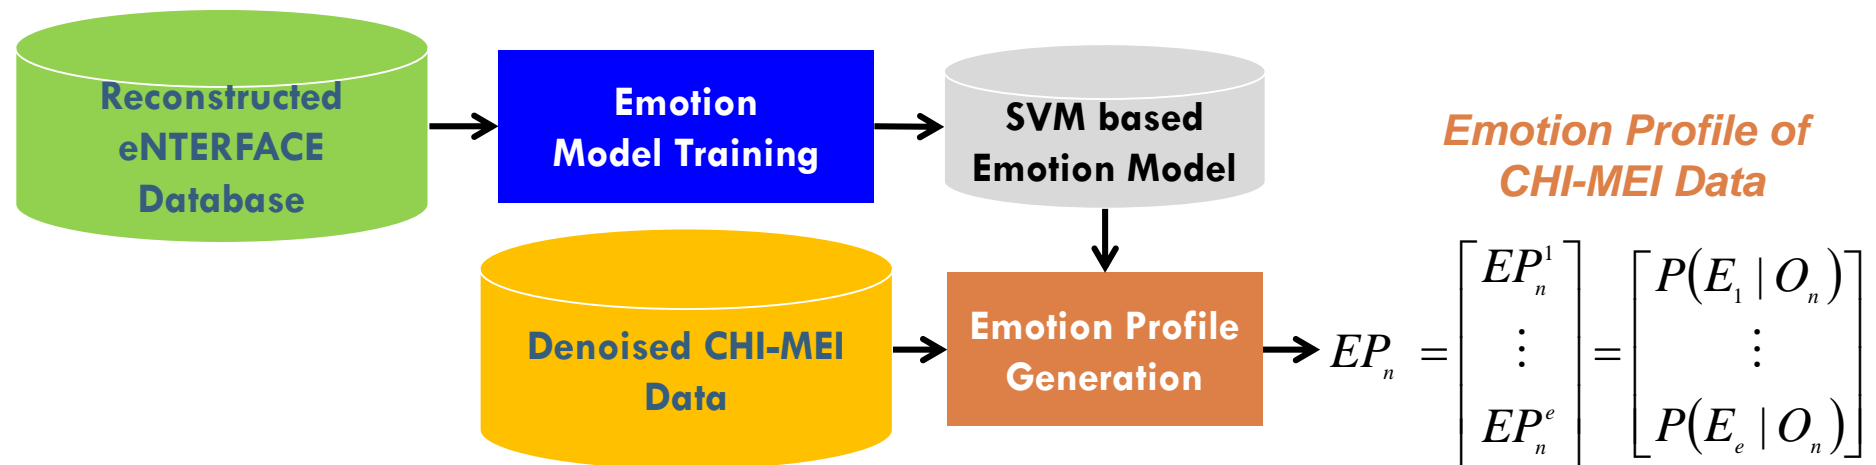 Reconstructed
eNTERFACE
Database
Emotion
Model Training
SVM based
Emotion Model
Denoised CHI-MEI
Data
Emotion Profile
Generation
Emotion Profile of
CHI-MEI Data
EP_n = [EP_n^1 ⋮ EP_n^e] = [P(E_1 | O_n) ⋮ P(E_e | O_n)]